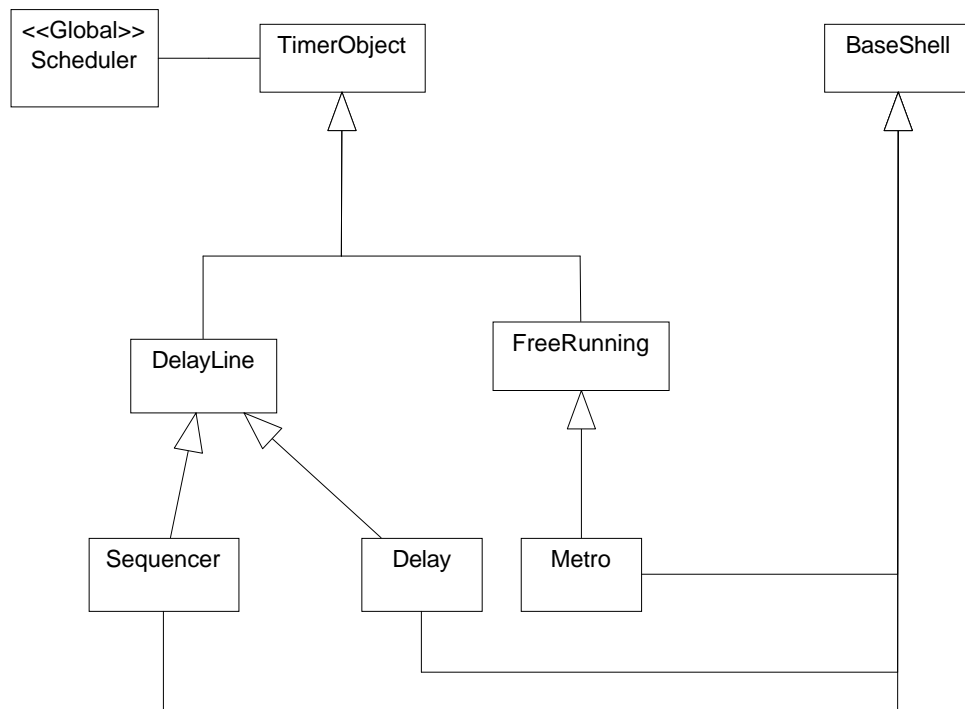 <<Global>>
Scheduler
TimerObject
BaseShell
DelayLine
FreeRunning
Sequencer
Delay
Metro